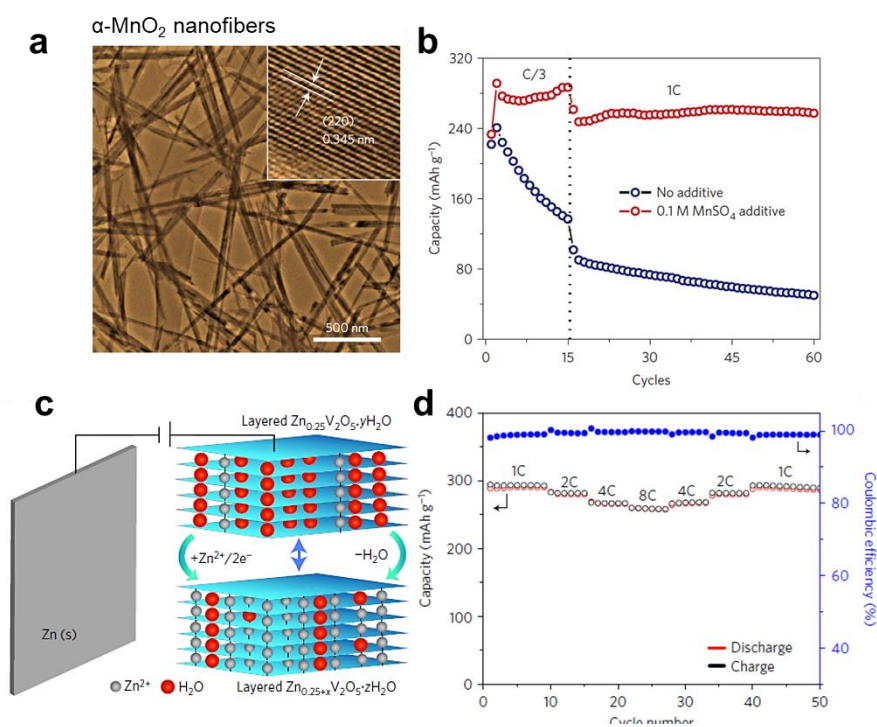 α-MnO₂ nanofibers
a
(220)
0.345 nm
500 nm
b
320
240
160
80
0
Capacity (mAh g⁻¹)
C/3
1C
No additive
0.1 M MnSO₄ additive
0
15
30
45
60
Cycles
c
Layered Zn₀.₂₅V₂O₅.yH₂O
+Zn²⁺/2e⁻
−H₂O
Zn (s)
Zn²⁺
H₂O
Layered Zn₀.₂₅₊ₓV₂O₅·zH₂O
d
400
300
200
100
0
Capacity (mAh g⁻¹)
1C
2C
4C
8C
4C
2C
1C
100
80
60
40
Coulombic efficiency (%)
Discharge
Charge
0
10
20
30
40
50
Cycle number